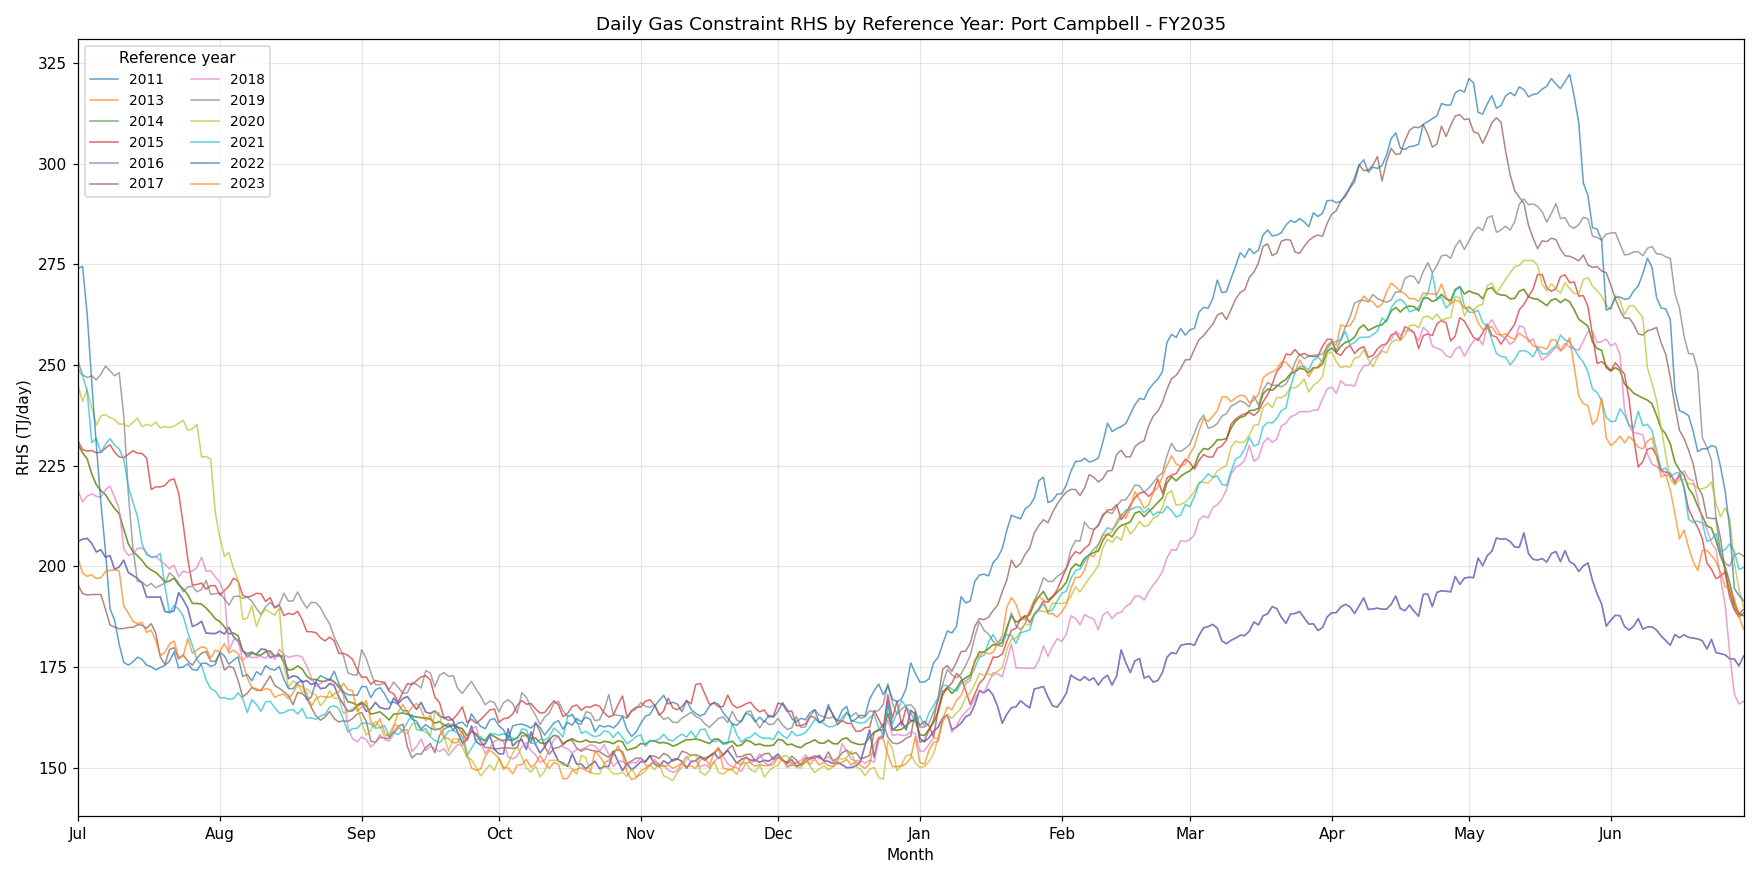 Daily Gas Constraint RHS by Reference Year: Port Campbell - FY2035
Reference year
2011 2018
2013 2019
2014 2020
2015 2021
2016 2022
2017 2023
RHS (TJ/day)
325
300
275
250
225
200
175
150
Jul Aug Sep Oct Nov Dec Jan Feb Mar Apr May Jun
Month